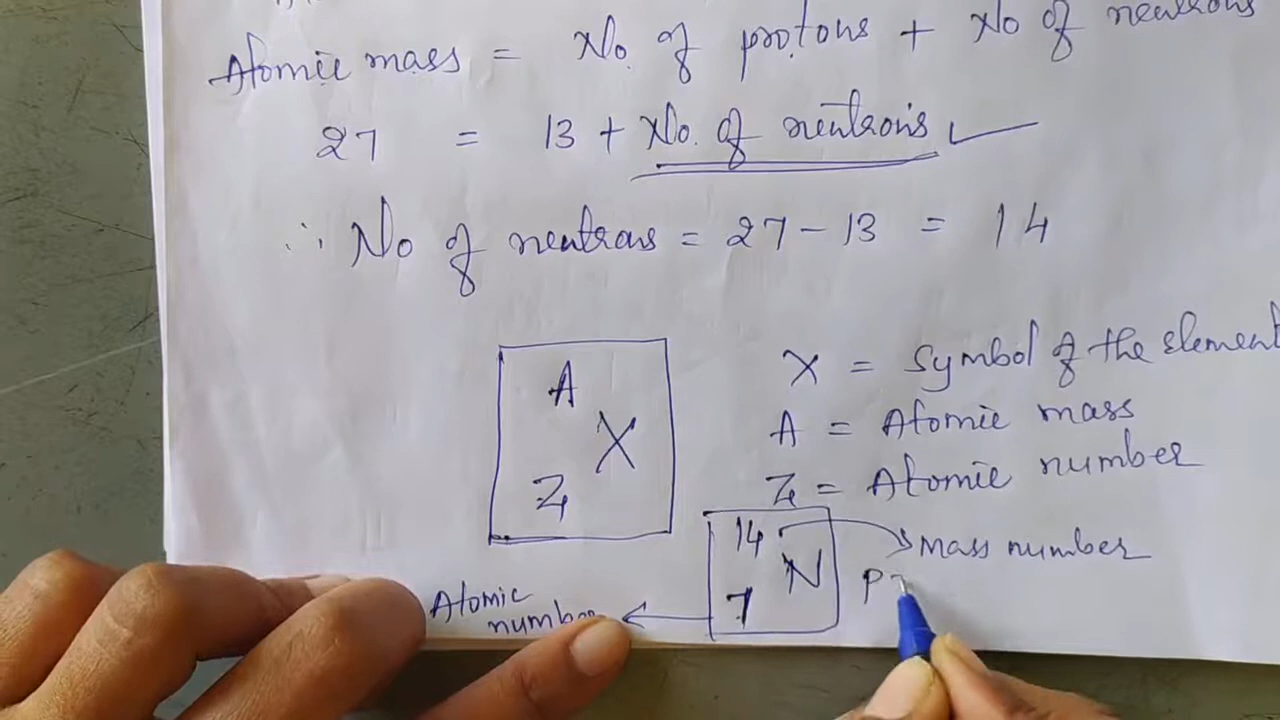 Atomic mass = No. of protons + No of neutrons
27 = 13 + No. of neutrons
∴ No of neutrons = 27 - 13 = 14
A
X
Z
X = Symbol of the element
A = Atomic mass
Z = Atomic number
14
N
7
Mass number
P
Atomic
number